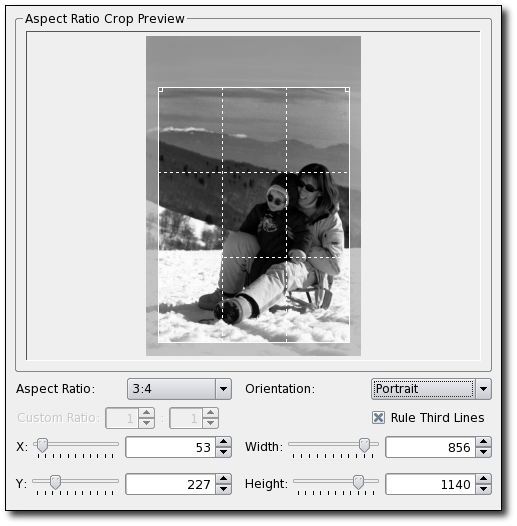 Aspect Ratio Crop Preview
Aspect Ratio: 3:4 Orientation: Portrait
Custom Ratio: 1 : 1 Rule Third Lines
X: 53 Width: 856
Y: 227 Height: 1140